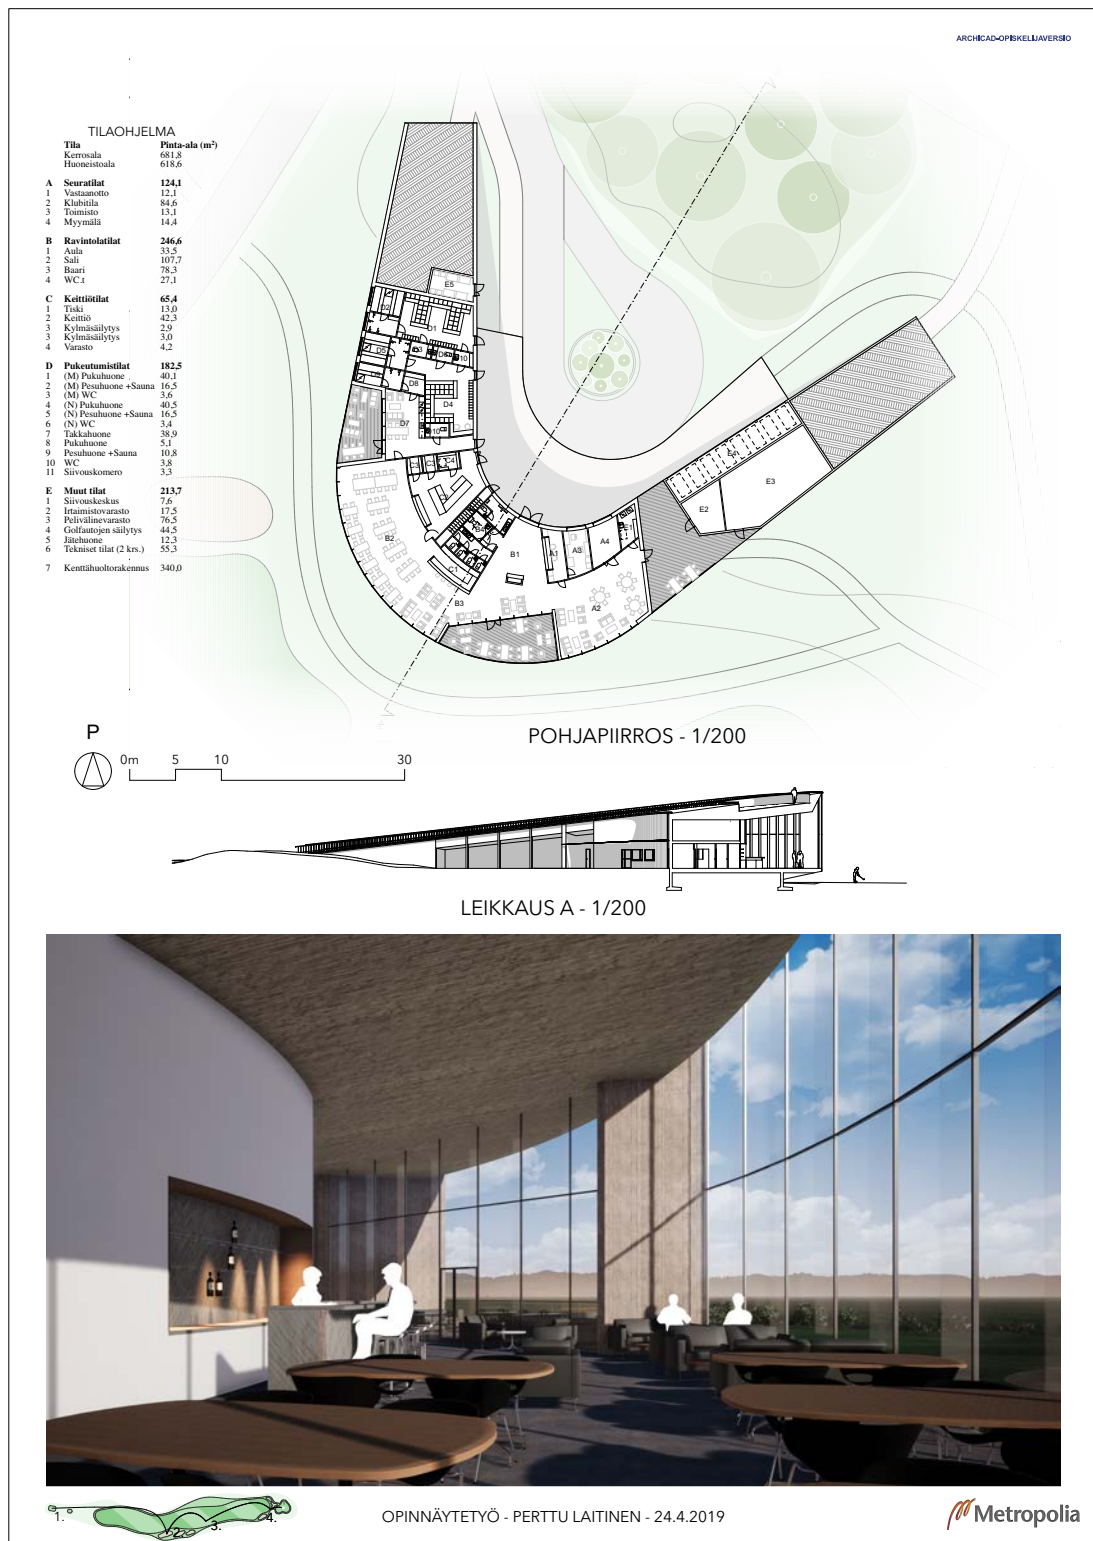 ARCHICAD-OPISKELIJAVERSIO
TILAOHJELMA
Tila Pinta-ala (m²)
Kerrosala 681,8
Huoneistoala 618,6
A Seuratilat 124,1
1 Vastaanotto 12,1
2 Klubitila 84,6
3 Toimisto 13,1
4 Myymälä 14,4
B Ravintolatilat 246,6
1 Aula 33,5
2 Sali 107,7
3 Baari 78,3
4 WC:t 27,1
C Keittiötilat 65,4
1 Tiski 13,0
2 Keittiö 42,3
3 Kylmäsäilytys 2,9
3 Kylmäsäilytys 3,0
4 Varasto 4,2
D Pukeutumistilat 182,5
1 (M) Pukuhuone 40,1
2 (M) Pesuhuone +Sauna 16,5
3 (M) WC 3,6
4 (N) Pukuhuone 40,5
5 (N) Pesuhuone +Sauna 16,5
6 (N) WC 3,4
7 Takkahuone 38,9
8 Pukuhuone 5,1
9 Pesuhuone +Sauna 10,8
10 WC 3,8
11 Siivouskomero 3,3
E Muut tilat 213,7
1 Siivouskeskus 7,6
2 Irtaimistovarasto 17,5
3 Pelivälinevarasto 76,5
4 Golfautojen säilytys 44,5
5 Jätehuone 12,3
6 Tekniset tilat (2 krs.) 55,3
7 Kenttähuoltorakennus 340,0
E5
D2
D1
D5
D8
D4
D7
C3 C3 C4
B4
B2
B1
C1
B3
A1
A3
A4
E1
A2
E2
E3
E4
P
0m 5 10 30
POHJAPIIRROS - 1/200
LEIKKAUS A - 1/200
1. 2. 3. 4.
OPINNÄYTETYÖ - PERTTU LAITINEN - 24.4.2019
Metropolia